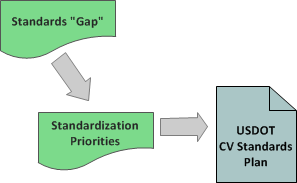 Standards "Gap"
Standardization
Priorities
USDOT
CV Standards
Plan